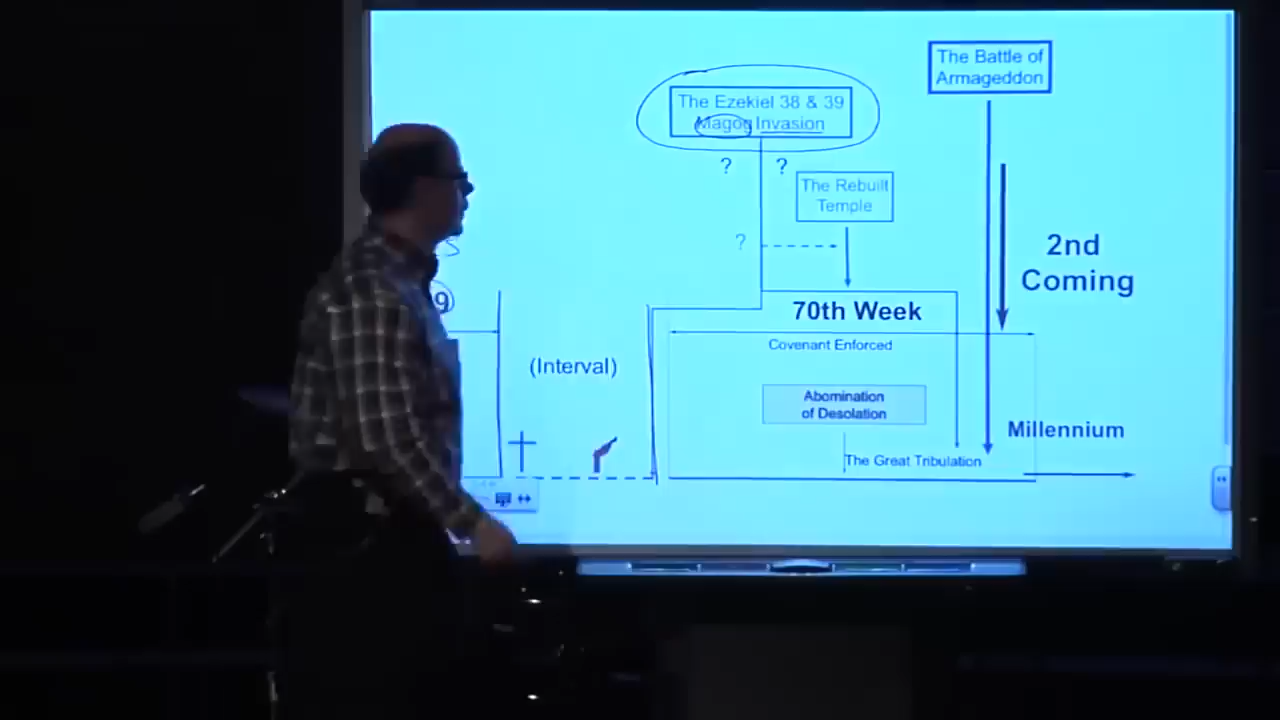 The Battle of
Armageddon
The Ezekiel 38 & 39
Magog Invasion
? ?
The Rebuilt
Temple
?
2nd
Coming
9
70th Week
Covenant Enforced
(Interval)
Abomination
of Desolation
Millennium
The Great Tribulation